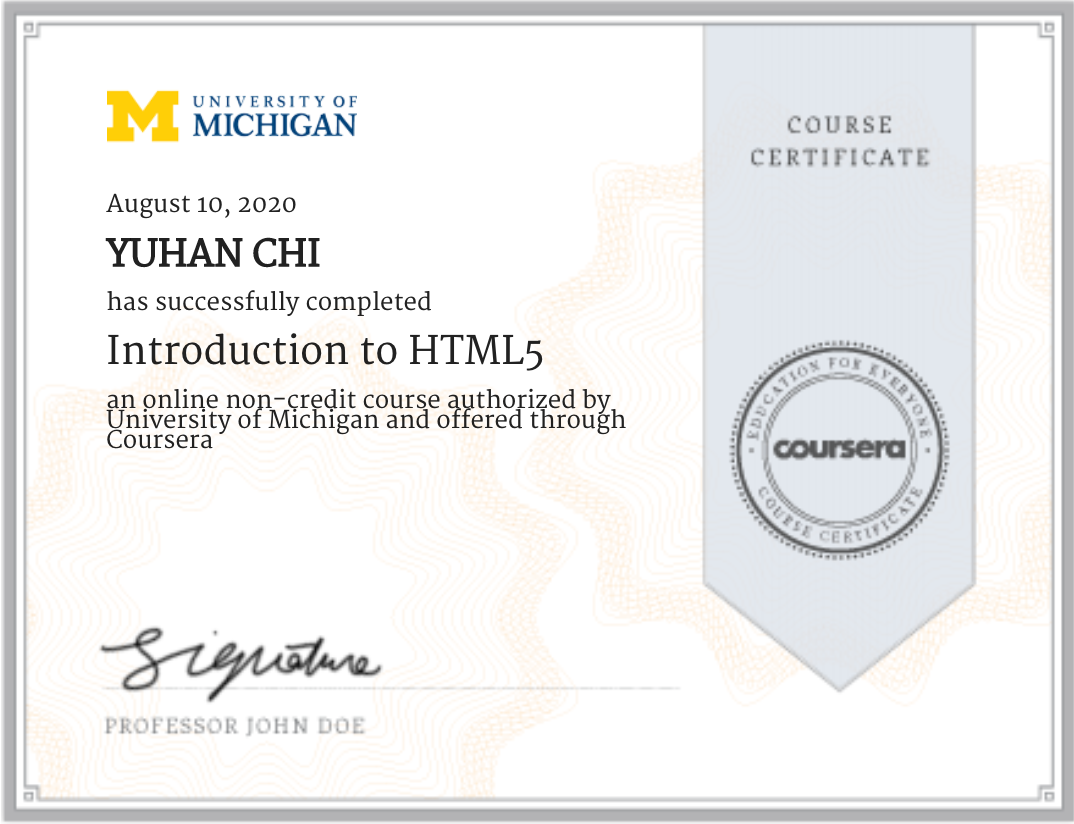 UNIVERSITY OF
MICHIGAN
COURSE
CERTIFICATE
August 10, 2020
YUHAN CHI
has successfully completed
Introduction to HTML5
an online non-credit course authorized by
University of Michigan and offered through
Coursera
EDUCATION FOR EVERYONE
coursera
COURSE CERTIFICATE
Signature
PROFESSOR JOHN DOE